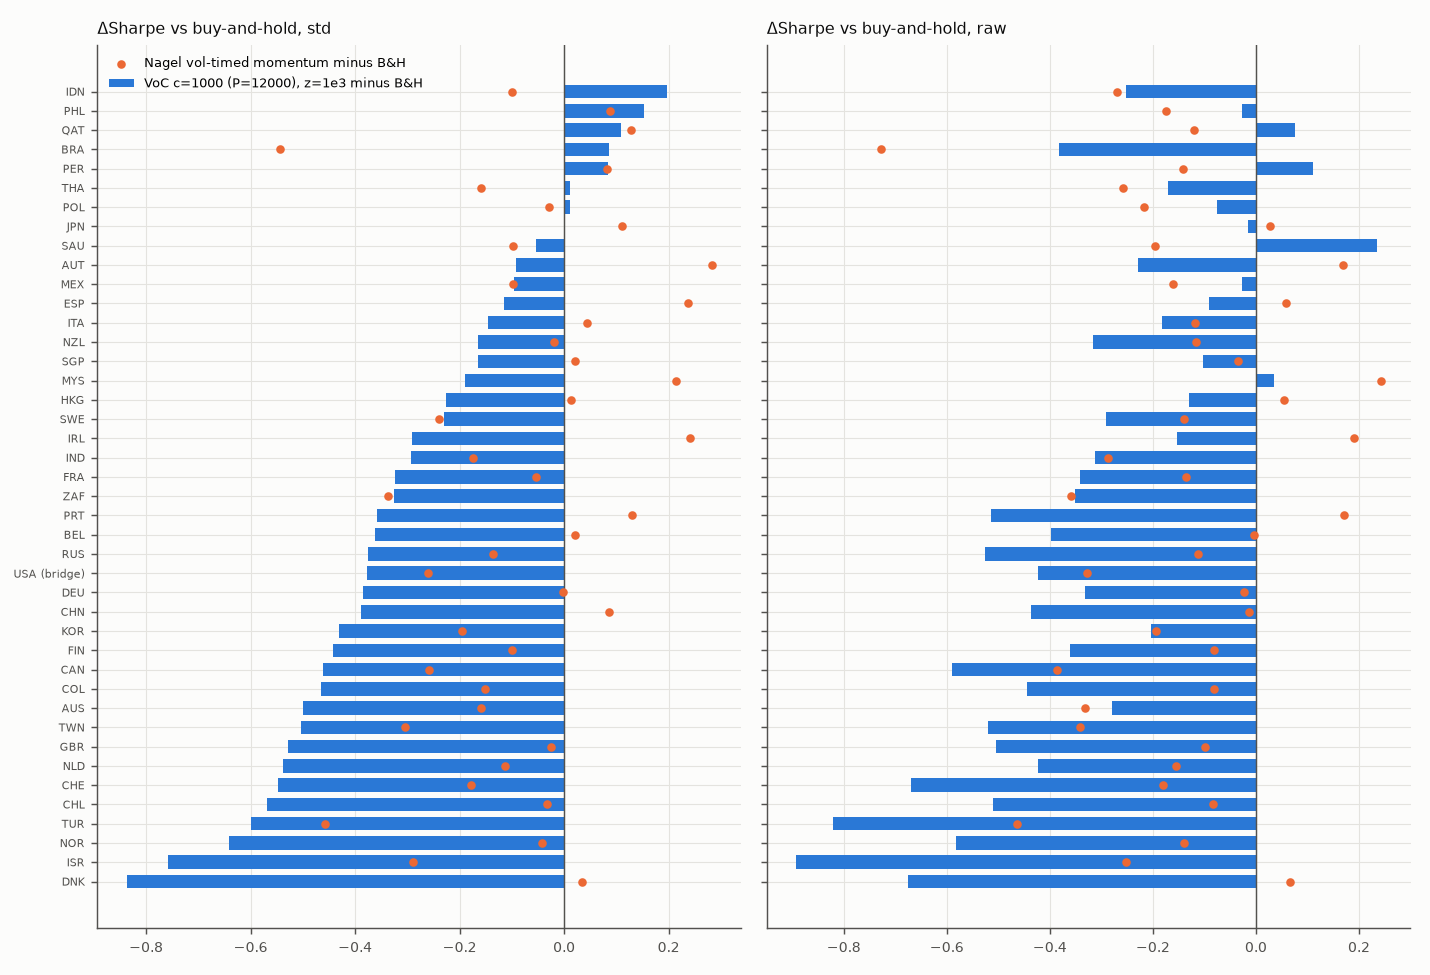 ΔSharpe vs buy-and-hold, std
Nagel vol-timed momentum minus B&H
VoC c=1000 (P=12000), z=1e3 minus B&H
IDN
PHL
QAT
BRA
PER
THA
POL
JPN
SAU
AUT
MEX
ESP
ITA
NZL
SGP
MYS
HKG
SWE
IRL
IND
FRA
ZAF
PRT
BEL
RUS
USA (bridge)
DEU
CHN
KOR
FIN
CAN
COL
AUS
TWN
GBR
NLD
CHE
CHL
TUR
NOR
ISR
DNK
−0.8 −0.6 −0.4 −0.2 0.0 0.2
ΔSharpe vs buy-and-hold, raw
−0.8 −0.6 −0.4 −0.2 0.0 0.2